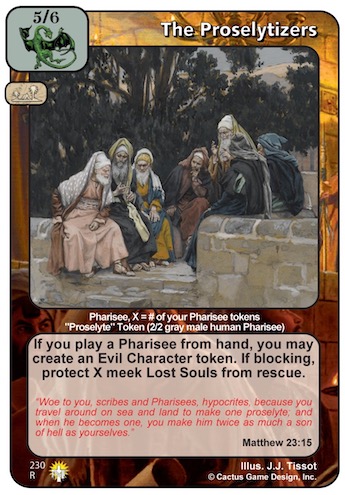 5/6
The Proselytizers
Pharisee, X = # of your Pharisee tokens
"Proselyte" Token (2/2 gray male human Pharisee)
If you play a Pharisee from hand, you may
create an Evil Character token. If blocking,
protect X meek Lost Souls from rescue.
"Woe to you, scribes and Pharisees, hypocrites, because you
travel around on sea and land to make one proselyte; and
when he becomes one, you make him twice as much a son
of hell as yourselves."
Matthew 23:15
230
R
Illus. J.J. Tissot
© Cactus Game Design, Inc.